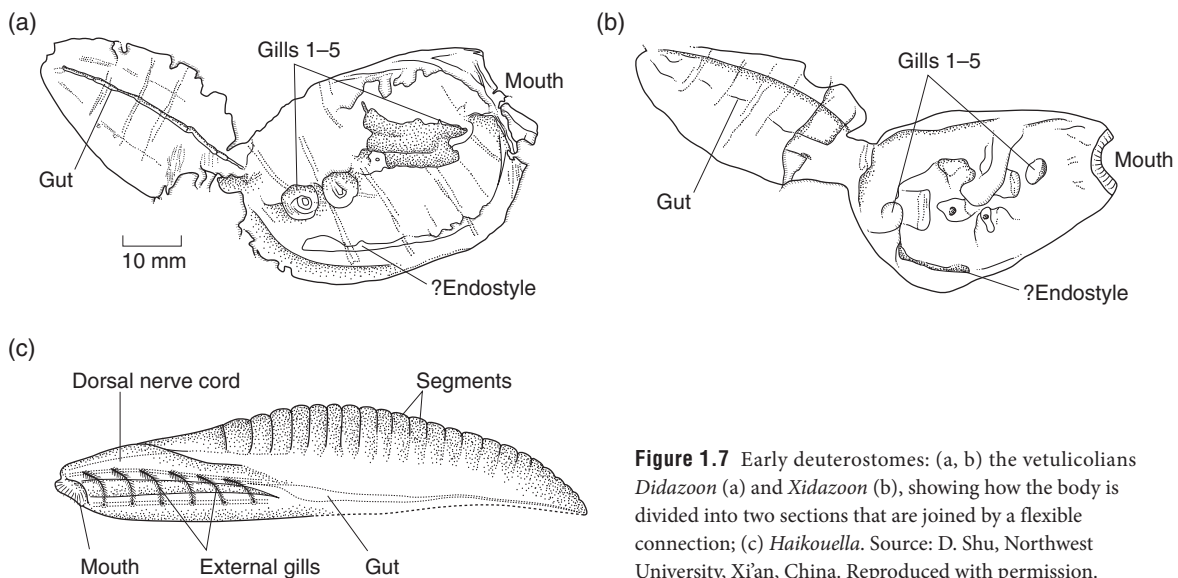 (a)
Gills 1–5
Mouth
Gut
10 mm
?Endostyle
(b)
Gills 1–5
Mouth
Gut
?Endostyle
(c)
Dorsal nerve cord
Segments
Mouth
External gills
Gut
Figure 1.7 Early deuterostomes: (a, b) the vetulicolians
Didazoon (a) and Xidazoon (b), showing how the body is
divided into two sections that are joined by a flexible
connection; (c) Haikouella. Source: D. Shu, Northwest
University, Xi’an, China. Reproduced with permission.